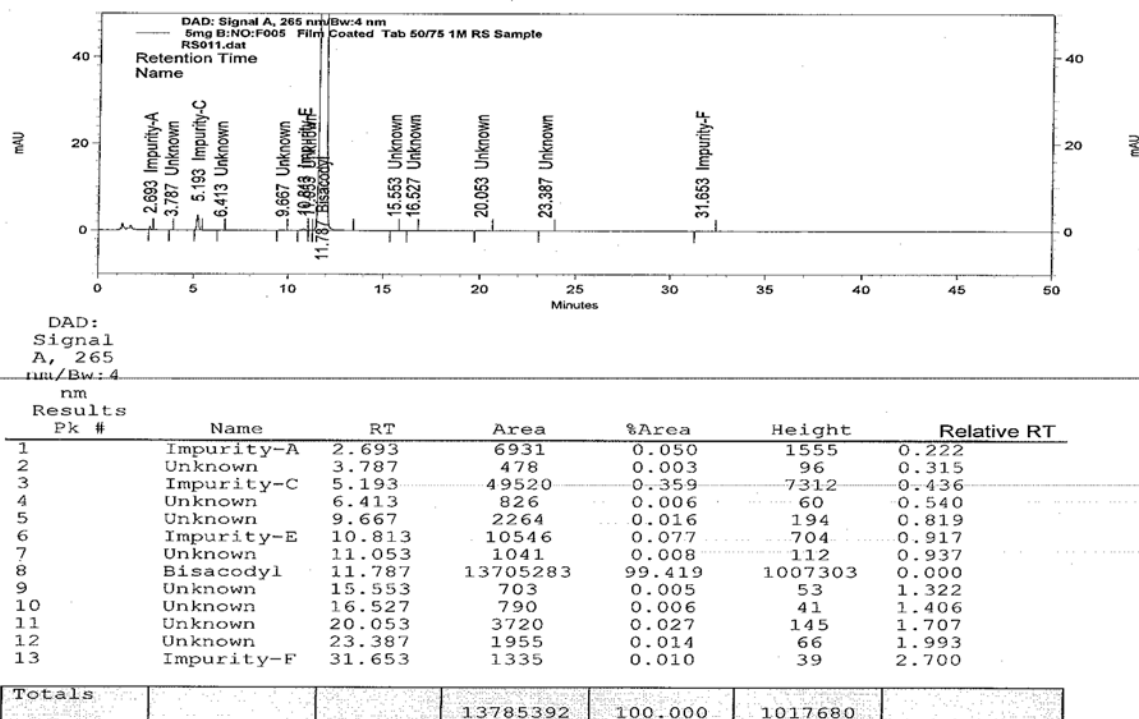 DAD: Signal A, 265 nm/Bw:4 nm
5mg B:NO:F005 Film Coated Tab 50/75 1M RS Sample
RS011.dat
Retention Time
Name
40
20
0
mAU
2.693 Impurity-A
3.787 Unknown
5.193 Impurity-C
6.413 Unknown
9.667 Unknown
10.813 Impurity-E
11.053 Unknown
11.787 Bisacodyl
15.553 Unknown
16.527 Unknown
20.053 Unknown
23.387 Unknown
31.653 Impurity-F
40
20
0
mAU
0 5 10 15 20 25 30 35 40 45 50
Minutes
DAD:
Signal
A, 265
nm/Bw:4
nm
Results
Pk # Name RT Area %Area Height Relative RT
1 Impurity-A 2.693 6931 0.050 1555 0.222
2 Unknown 3.787 478 0.003 96 0.315
3 Impurity-C 5.193 49520 0.359 7312 0.436
4 Unknown 6.413 826 0.006 60 0.540
5 Unknown 9.667 2264 0.016 194 0.819
6 Impurity-E 10.813 10546 0.077 704 0.917
7 Unknown 11.053 1041 0.008 112 0.937
8 Bisacodyl 11.787 13705283 99.419 1007303 0.000
9 Unknown 15.553 703 0.005 53 1.322
10 Unknown 16.527 790 0.006 41 1.406
11 Unknown 20.053 3720 0.027 145 1.707
12 Unknown 23.387 1955 0.014 66 1.993
13 Impurity-F 31.653 1335 0.010 39 2.700
Totals
13785392 100.000 1017680